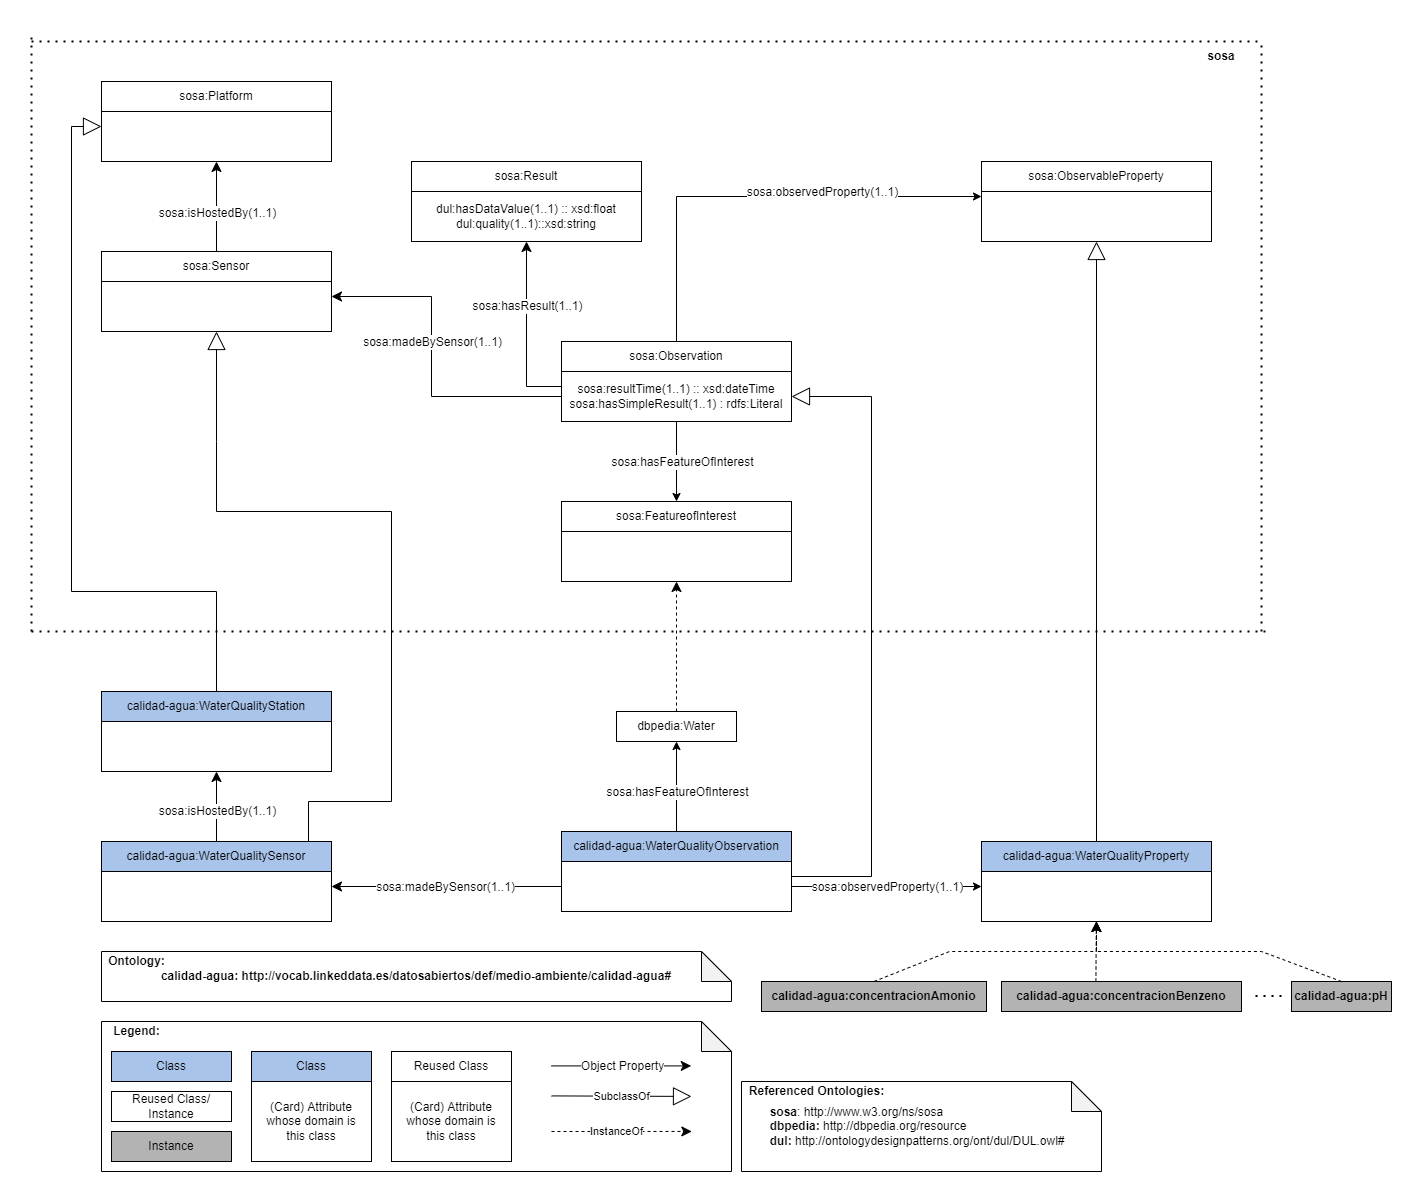 sosa
sosa:Platform
sosa:isHostedBy(1..1)
sosa:Sensor
sosa:Result
dul:hasDataValue(1..1) :: xsd:float
dul:quality(1..1)::xsd:string
sosa:observedProperty(1..1)
sosa:ObservableProperty
sosa:hasResult(1..1)
sosa:madeBySensor(1..1)
sosa:Observation
sosa:resultTime(1..1) :: xsd:dateTime
sosa:hasSimpleResult(1..1) : rdfs:Literal
sosa:hasFeatureOfInterest
sosa:FeatureofInterest
calidad-agua:WaterQualityStation
dbpedia:Water
sosa:isHostedBy(1..1)
sosa:hasFeatureOfInterest
calidad-agua:WaterQualitySensor
calidad-agua:WaterQualityObservation
calidad-agua:WaterQualityProperty
sosa:madeBySensor(1..1)
sosa:observedProperty(1..1)
Ontology:
calidad-agua: http://vocab.linkeddata.es/datosabiertos/def/medio-ambiente/calidad-agua#
calidad-agua:concentracionAmonio
calidad-agua:concentracionBenzeno
. . . .
calidad-agua:pH
Legend:
Class
Reused Class/
Instance
Instance
Class
(Card) Attribute
whose domain is
this class
Reused Class
(Card) Attribute
whose domain is
this class
Object Property
SubclassOf
InstanceOf
Referenced Ontologies:
sosa: http://www.w3.org/ns/sosa
dbpedia: http://dbpedia.org/resource
dul: http://ontologydesignpatterns.org/ont/dul/DUL.owl#